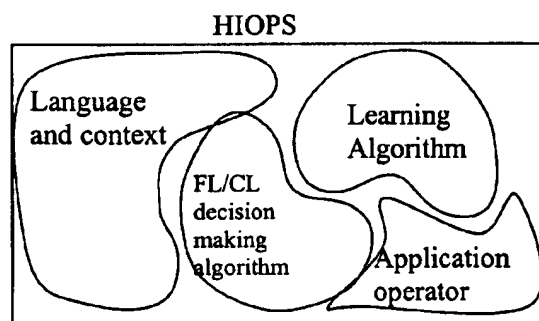 HIOPS
Language
and context
Learning
Algorithm
FL/CL
decision
making
algorithm
Application
operator